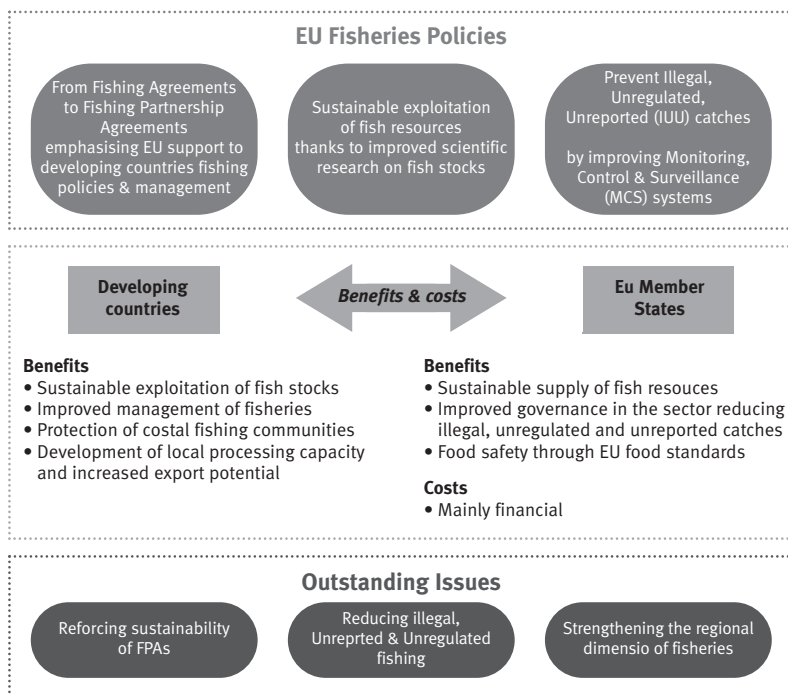 EU Fisheries Policies
From Fishing Agreements
to Fishing Partnership
Agreements
emphasising EU support to
developing countries fishing
policies & management
Sustainable exploitation
of fish resources
thanks to improved scientific
research on fish stocks
Prevent Illegal,
Unregulated,
Unreported (IUU) catches
by improving Monitoring,
Control & Surveillance
(MCS) systems
Developing
countries
Benefits & costs
Eu Member
States
Benefits
• Sustainable exploitation of fish stocks
• Improved management of fisheries
• Protection of costal fishing communities
• Development of local processing capacity
and increased export potential
Benefits
• Sustainable supply of fish resouces
• Improved governance in the sector reducing
illegal, unregulated and unreported catches
• Food safety through EU food standards
Costs
• Mainly financial
Outstanding Issues
Reforcing sustainability
of FPAs
Reducing illegal,
Unreprted & Unregulated
fishing
Strengthening the regional
dimensio of fisheries